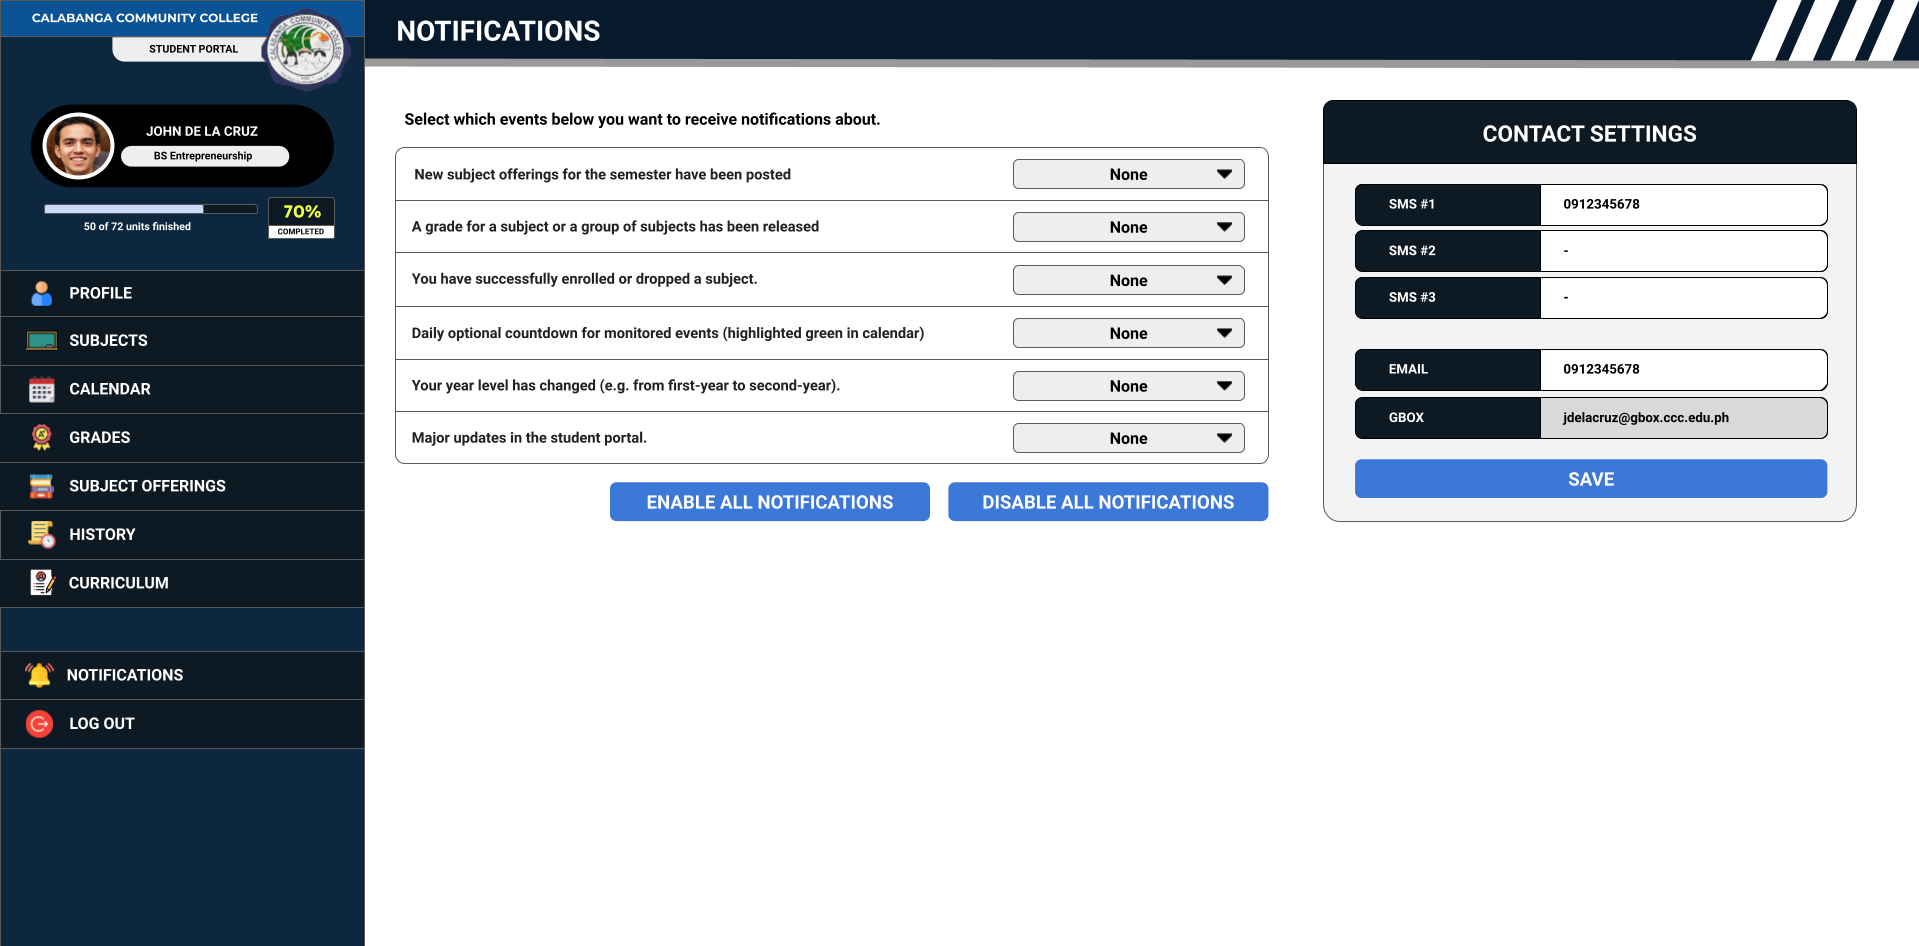 CALABANGA COMMUNITY COLLEGE
STUDENT PORTAL
CALABANGA COMMUNITY COLLEGE
JOHN DE LA CRUZ
BS Entrepreneurship
50 of 72 units finished
70%
COMPLETED
PROFILE
SUBJECTS
CALENDAR
GRADES
SUBJECT OFFERINGS
HISTORY
CURRICULUM
NOTIFICATIONS
LOG OUT
NOTIFICATIONS
Select which events below you want to receive notifications about.
New subject offerings for the semester have been posted None
A grade for a subject or a group of subjects has been released None
You have successfully enrolled or dropped a subject. None
Daily optional countdown for monitored events (highlighted green in calendar) None
Your year level has changed (e.g. from first-year to second-year). None
Major updates in the student portal. None
ENABLE ALL NOTIFICATIONS DISABLE ALL NOTIFICATIONS
CONTACT SETTINGS
SMS #1 0912345678
SMS #2 -
SMS #3 -
EMAIL 0912345678
GBOX jdelacruz@gbox.ccc.edu.ph
SAVE